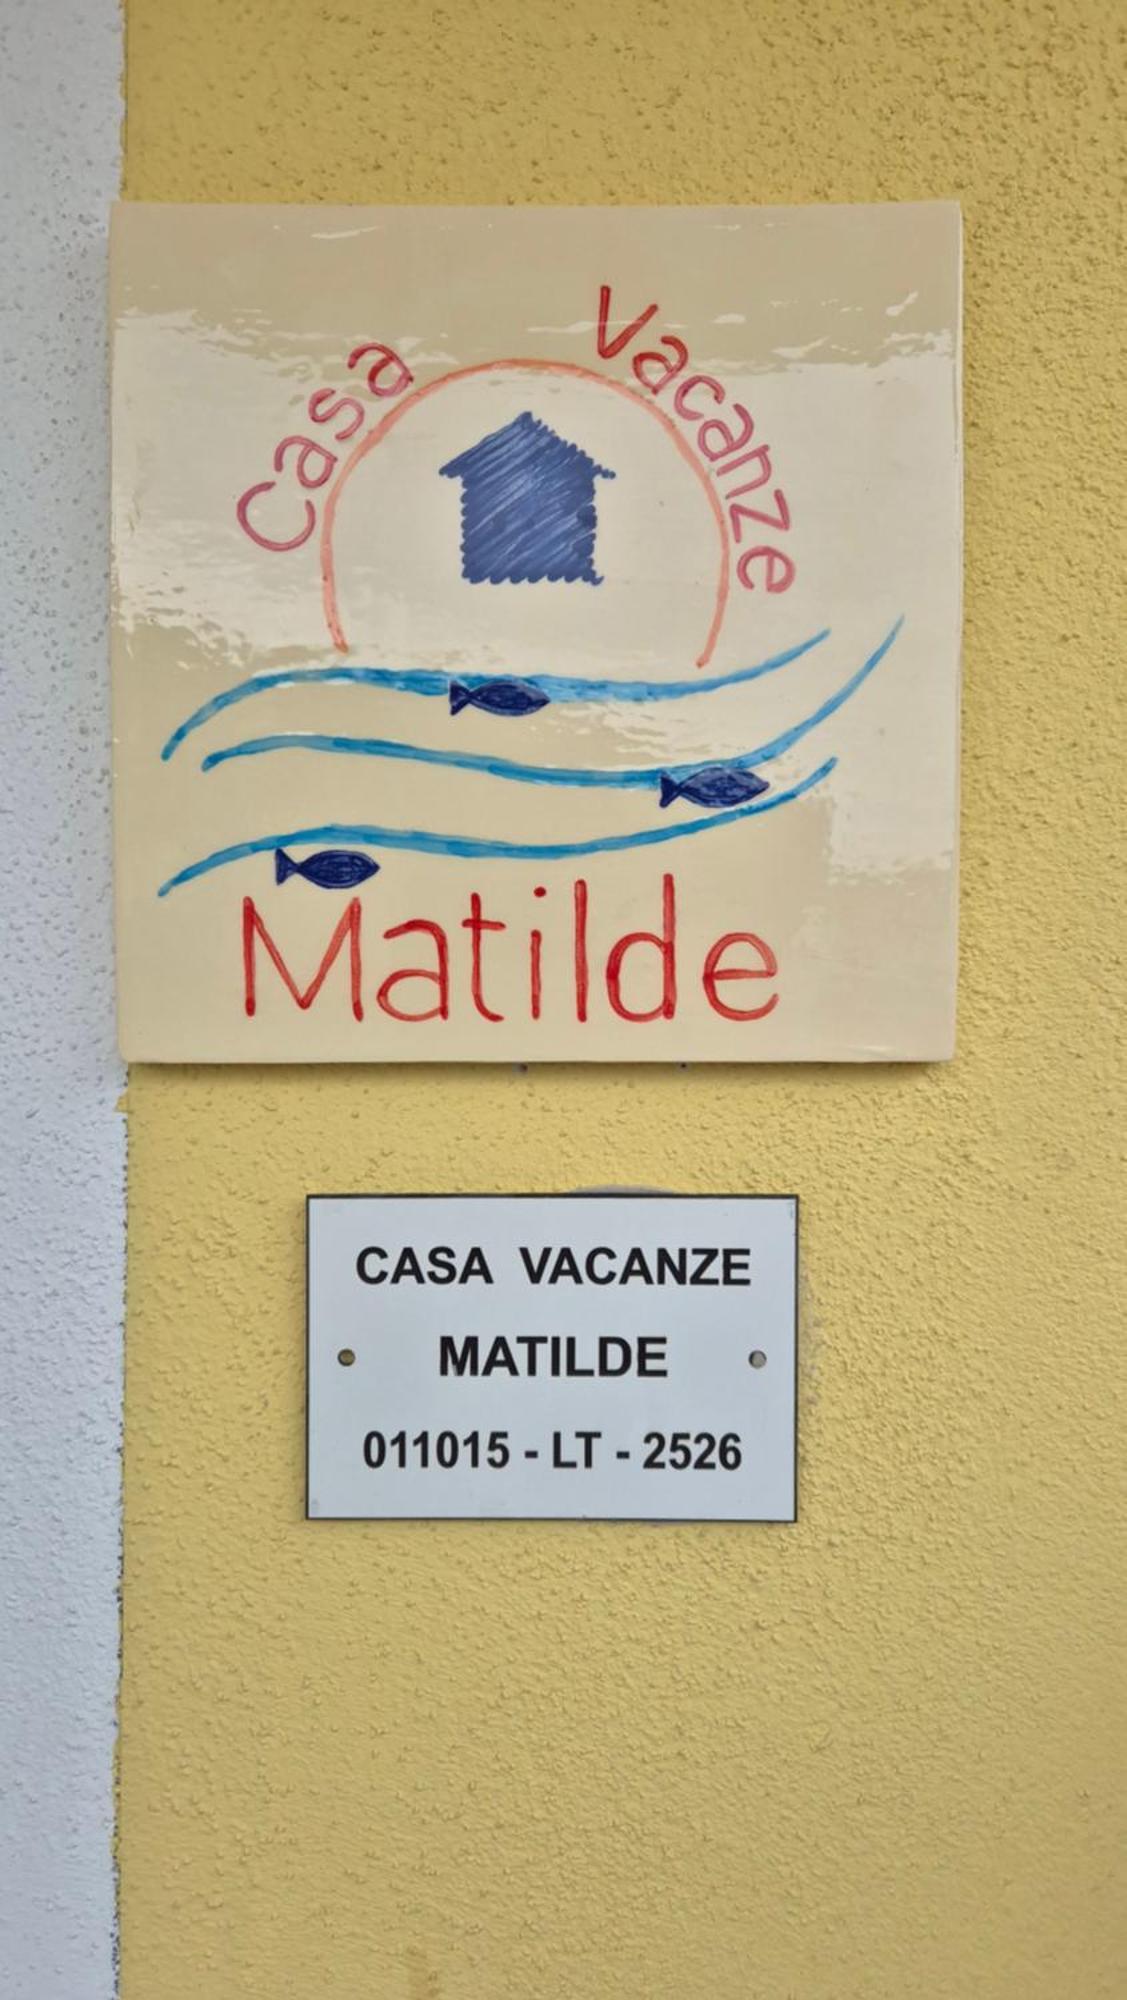 Casa Vacanze
Matilde
CASA VACANZE
MATILDE
011015 - LT - 2526